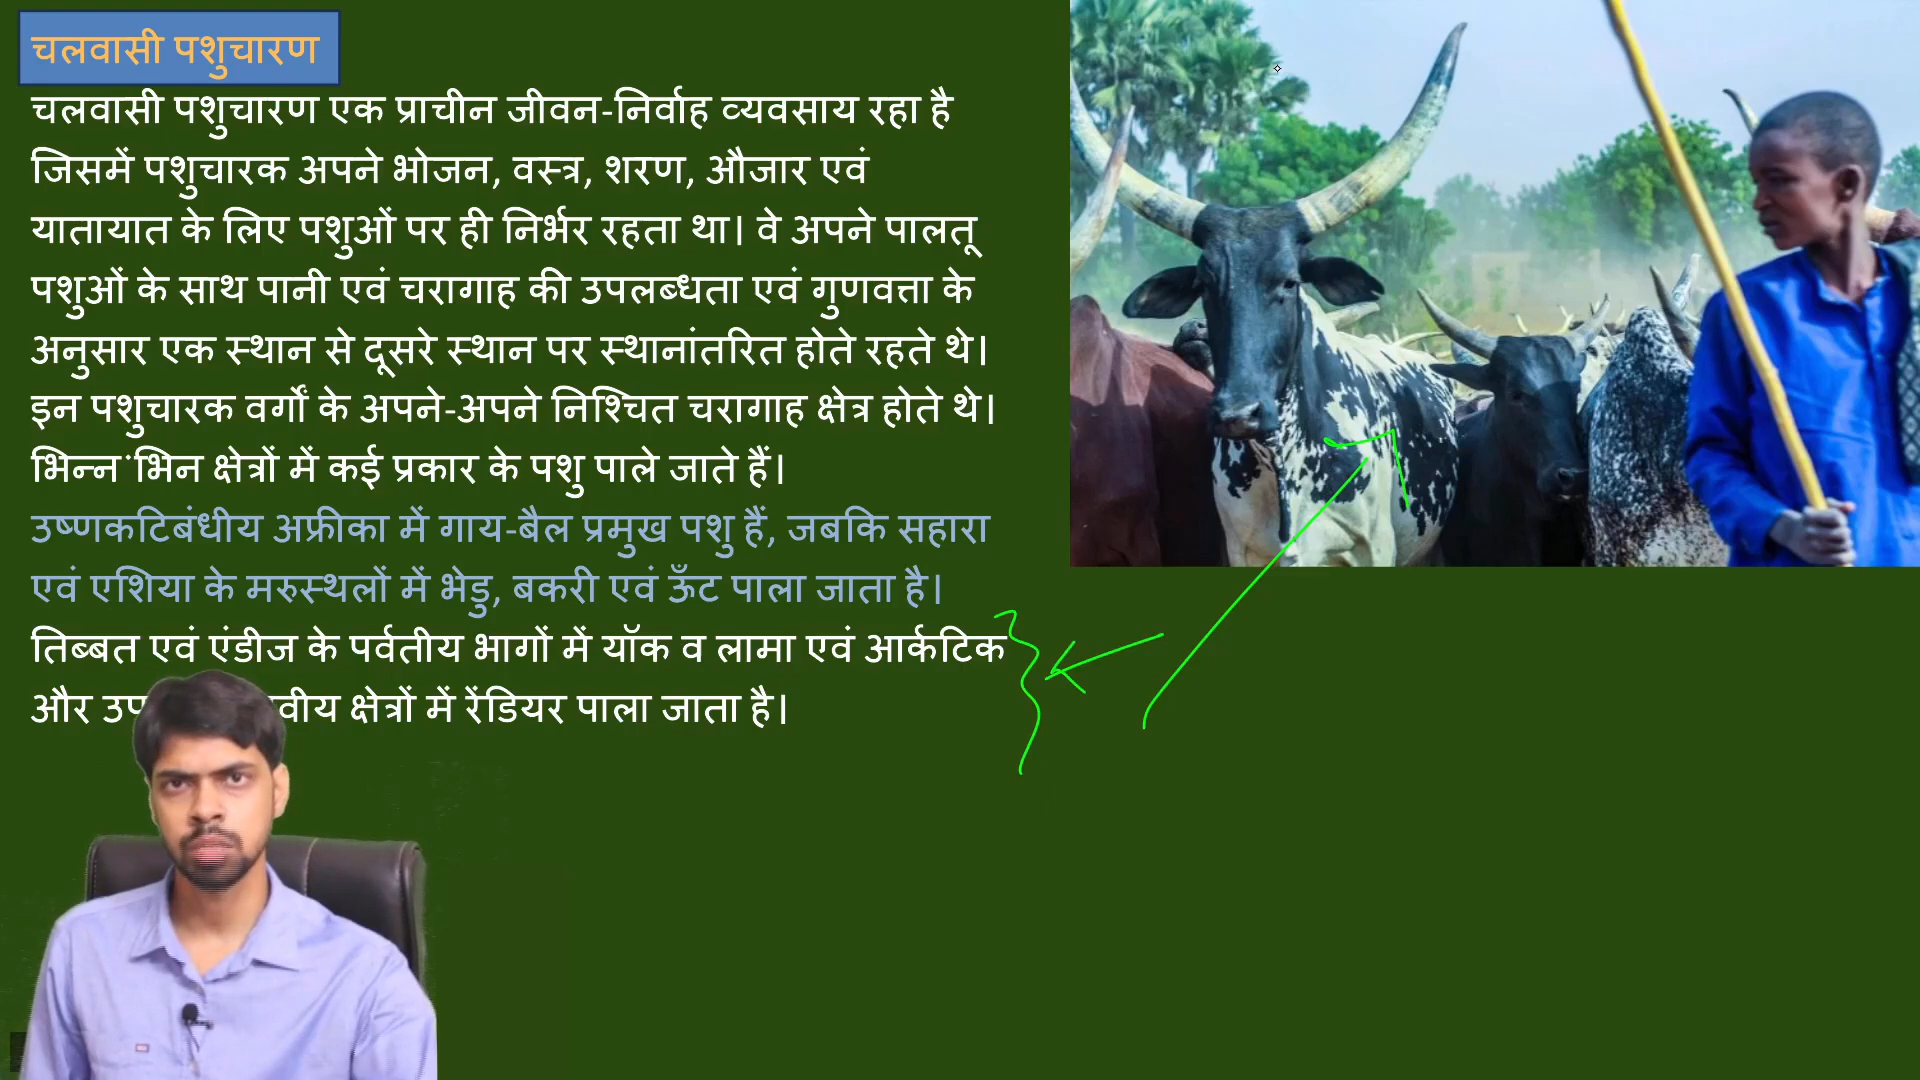 चलवासी पशुचारण
चलवासी पशुचारण एक प्राचीन जीवन-निर्वाह व्यवसाय रहा है
जिसमें पशुचारक अपने भोजन, वस्त्र, शरण, औजार एवं
यातायात के लिए पशुओं पर ही निर्भर रहता था। वे अपने पालतू
पशुओं के साथ पानी एवं चरागाह की उपलब्धता एवं गुणवत्ता के
अनुसार एक स्थान से दूसरे स्थान पर स्थानांतरित होते रहते थे।
इन पशुचारक वर्गों के अपने-अपने निश्चित चरागाह क्षेत्र होते थे।
भिन्न˙भिन क्षेत्रों में कई प्रकार के पशु पाले जाते हैं।
उष्णकटिबंधीय अफ्रीका में गाय-बैल प्रमुख पशु हैं, जबकि सहारा
एवं एशिया के मरुस्थलों में भेडु, बकरी एवं ऊँट पाला जाता है।
तिब्बत एवं एंडीज के पर्वतीय भागों में यॉक व लामा एवं आर्कटिक
और क्षेत्रों में रेंडियर पाला जाता है।